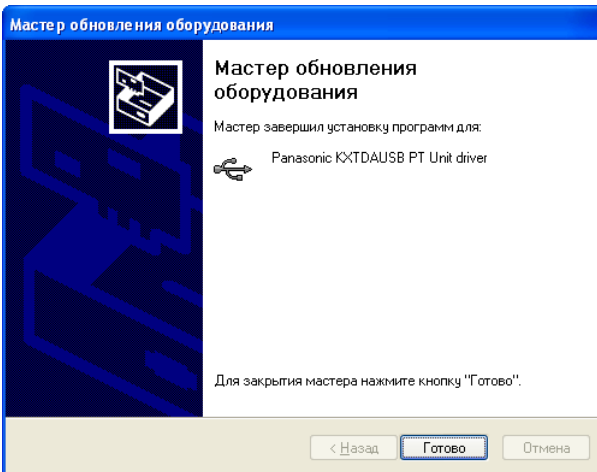 Мастер обновления оборудования
Мастер обновления
оборудования
Мастер завершил установку программ для:
Panasonic KXTDAUSB PT Unit driver
Для закрытия мастера нажмите кнопку "Готово".
< Назад
Готово
Отмена